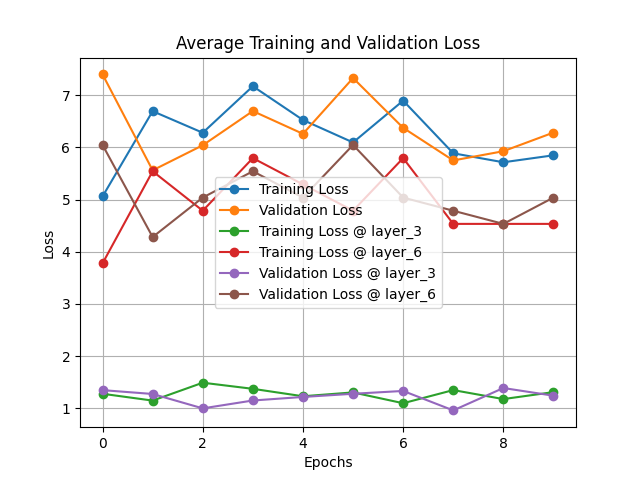 Average Training and Validation Loss
Loss
7
6
5
4
3
2
1
Training Loss
Validation Loss
Training Loss @ layer_3
Training Loss @ layer_6
Validation Loss @ layer_3
Validation Loss @ layer_6
0 2 4 6 8
Epochs